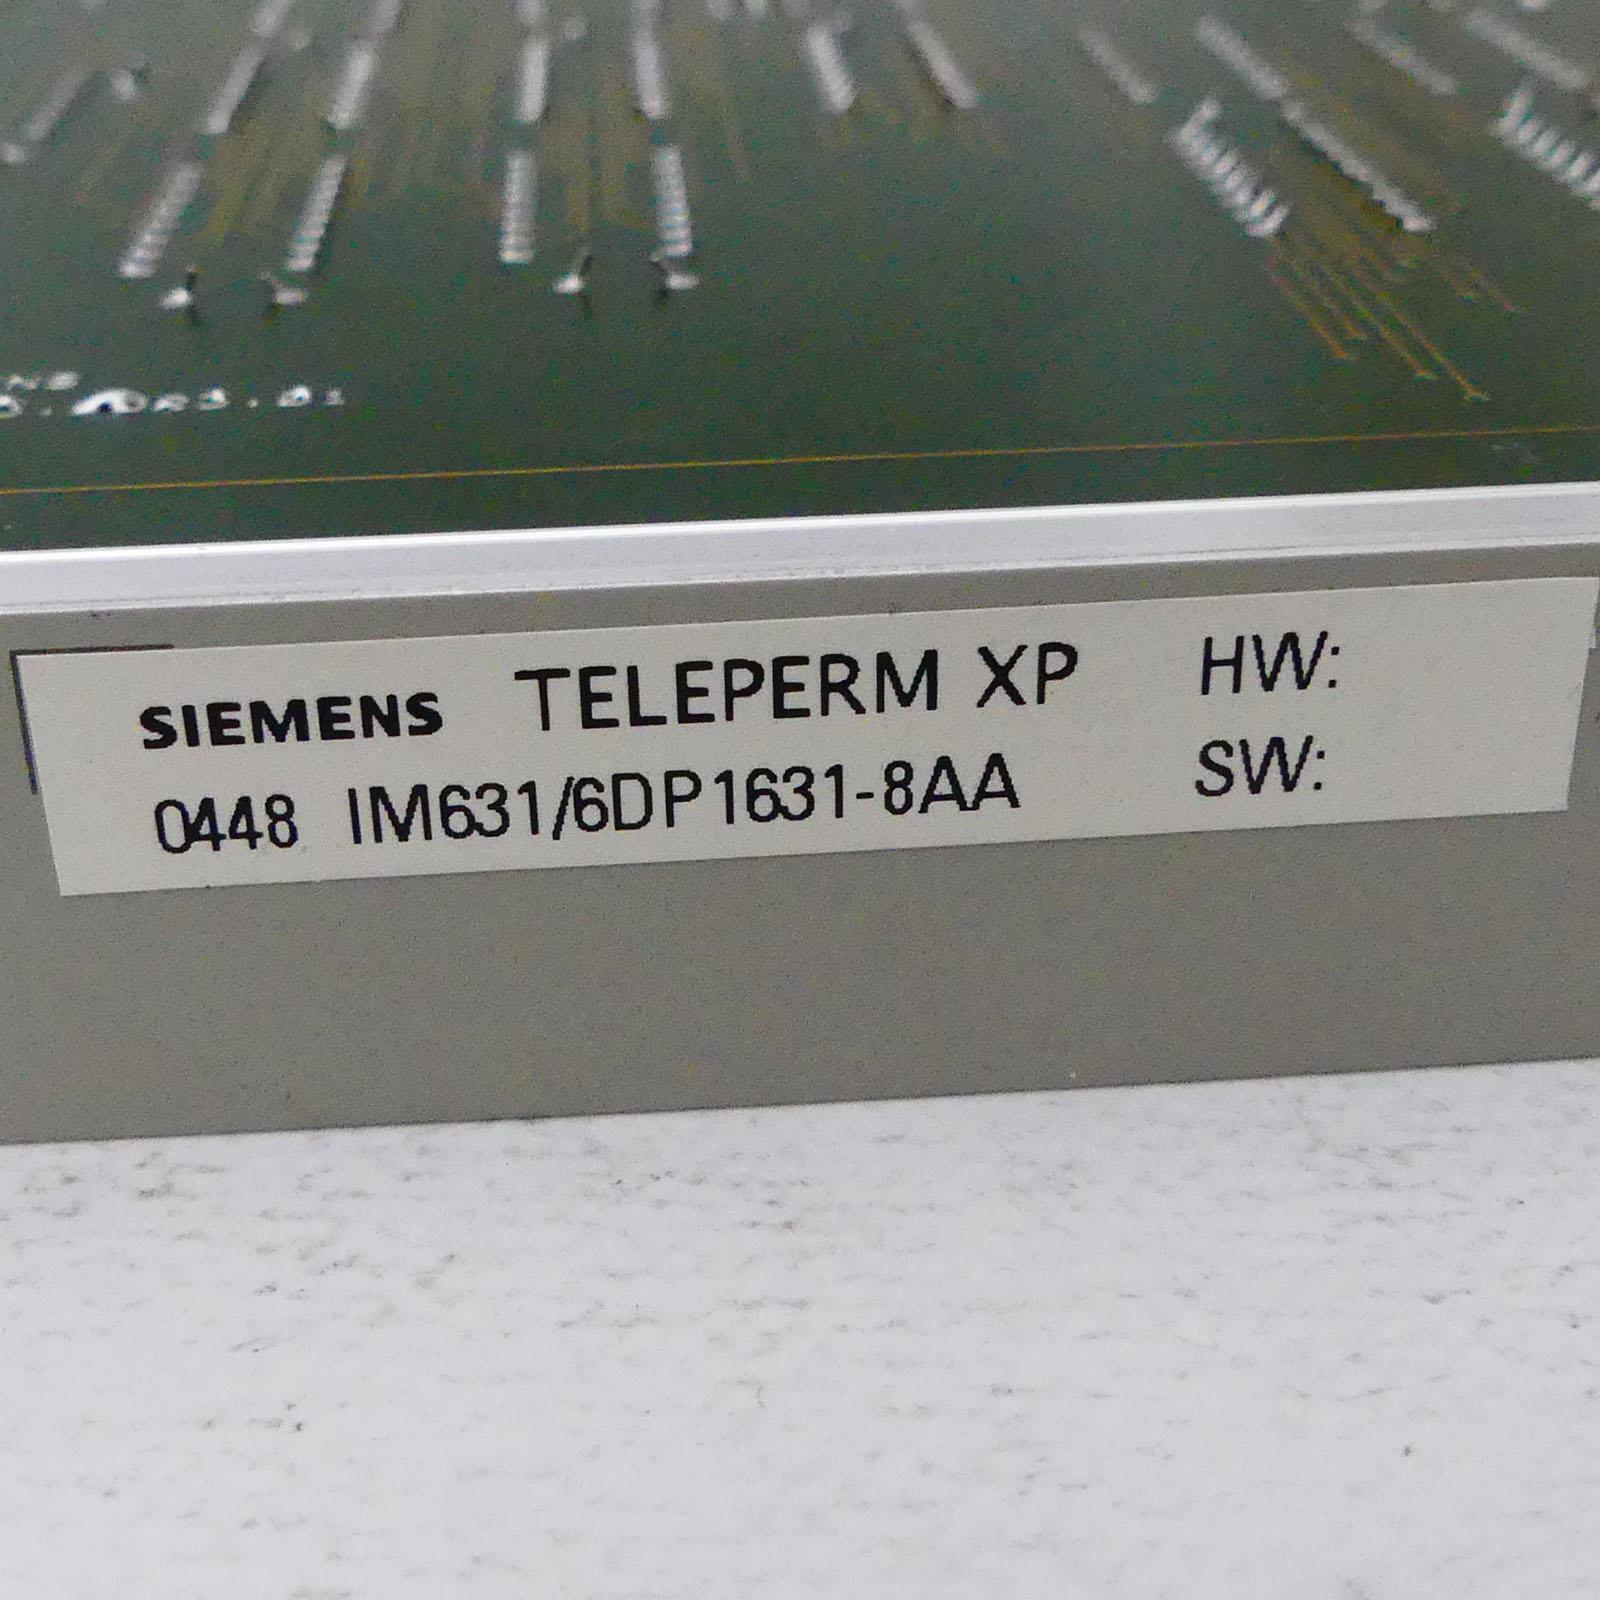 SIEMENS TELEPERM XP HW:
0448 IM631/6DP1631-8AA SW: